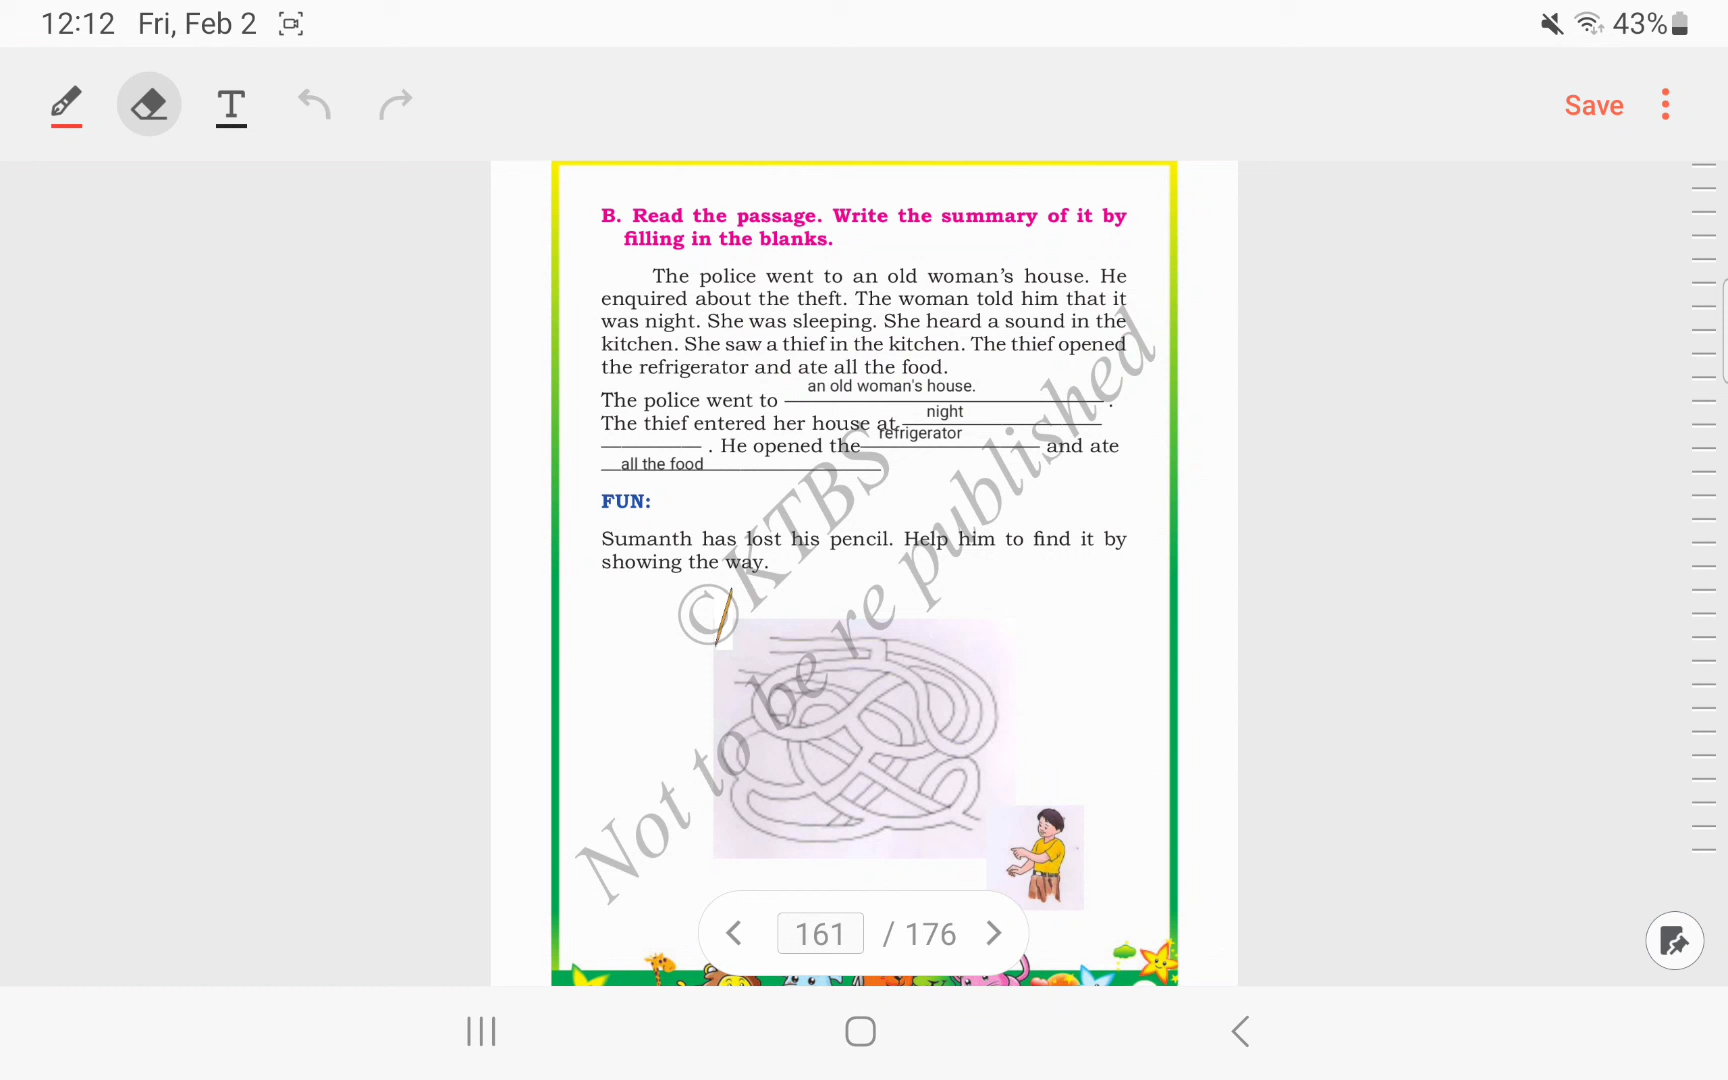 12:12 Fri, Feb 2
43%
T
Save
B. Read the passage. Write the summary of it by
filling in the blanks.
The police went to an old woman's house. He
enquired about the theft. The woman told him that it
was night. She was sleeping. She heard a sound in the
kitchen. She saw a thief in the kitchen. The thief opened
the refrigerator and ate all the food.
an old woman's house.
The police went to .
night
The thief entered her house at
refrigerator
. He opened the and ate
all the food
FUN:
Sumanth has lost his pencil. Help him to find it by
showing the way.
©KTBS
Not to be re published
161 / 176